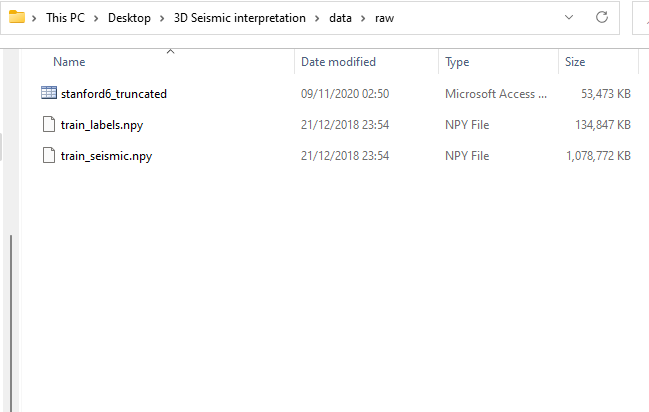 This PC > Desktop > 3D Seismic interpretation > data > raw
Name Date modified Type Size
stanford6_truncated 09/11/2020 02:50 Microsoft Access ... 53,473 KB
train_labels.npy 21/12/2018 23:54 NPY File 134,847 KB
train_seismic.npy 21/12/2018 23:54 NPY File 1,078,772 KB